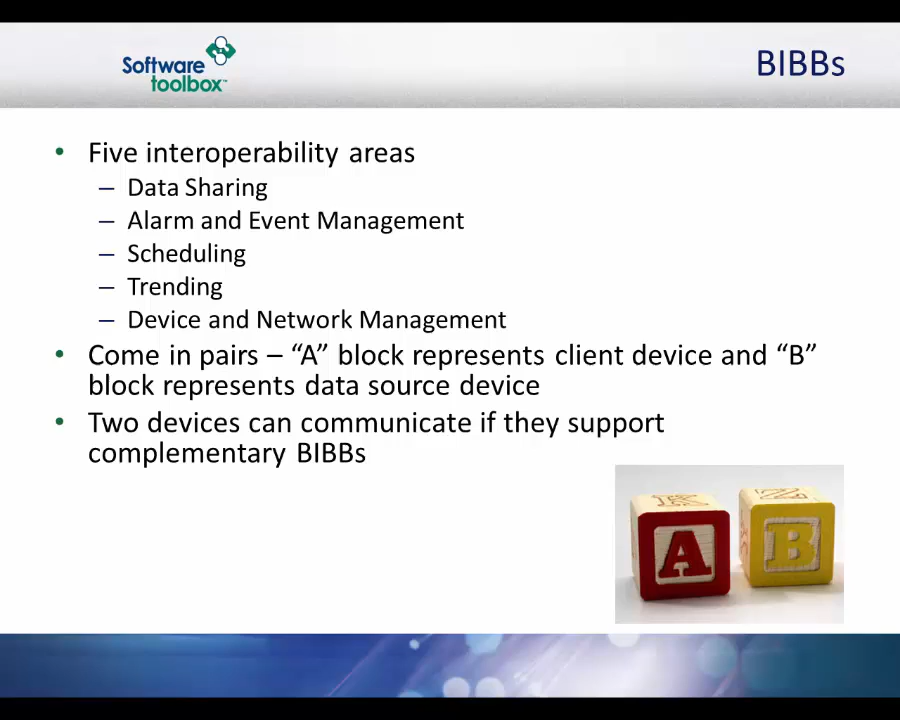 Software
toolbox™
BIBBs
• Five interoperability areas
– Data Sharing
– Alarm and Event Management
– Scheduling
– Trending
– Device and Network Management
• Come in pairs – “A” block represents client device and “B”
block represents data source device
• Two devices can communicate if they support
complementary BIBBs
A B